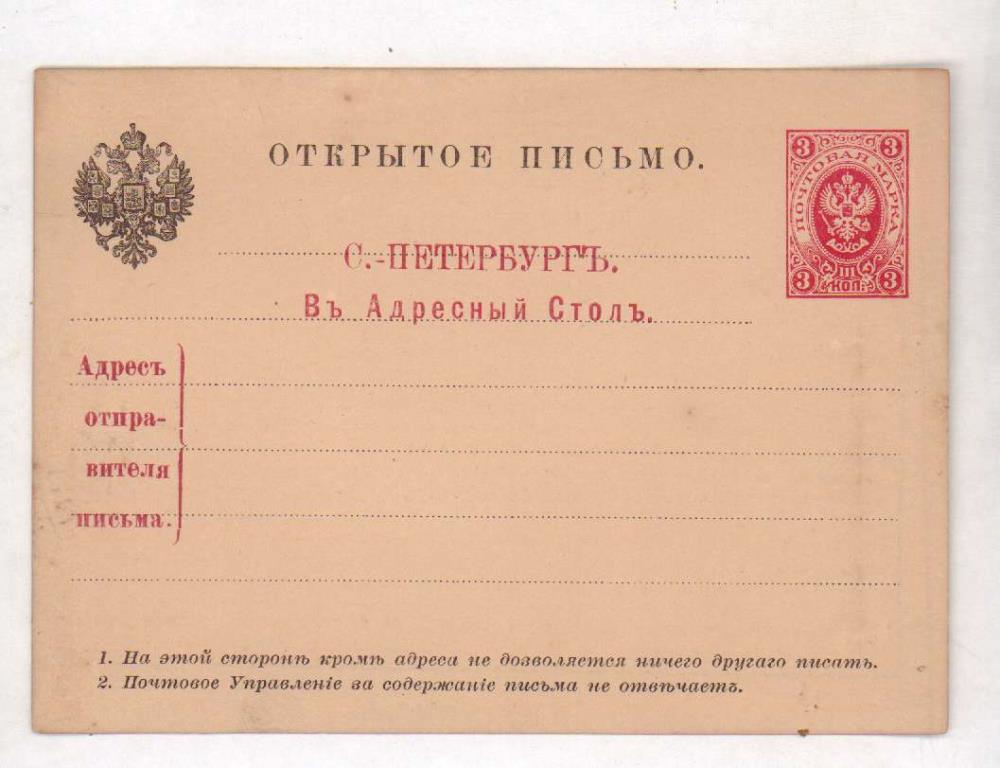 ОТКРЫТОЕ ПИСЬМО.
3 3
ПОЧТОВАЯ МАРКА
3 III 3
КОП.
С.-ПЕТЕРБУРГЪ.
Въ Адресный Столъ.
Адресъ
отпра-
вителя
письма.
1. На этой сторонѣ кромѣ адреса не дозволяется ничего другаго писать.
2. Почтовое Управленіе за содержаніе письма не отвѣчаетъ.